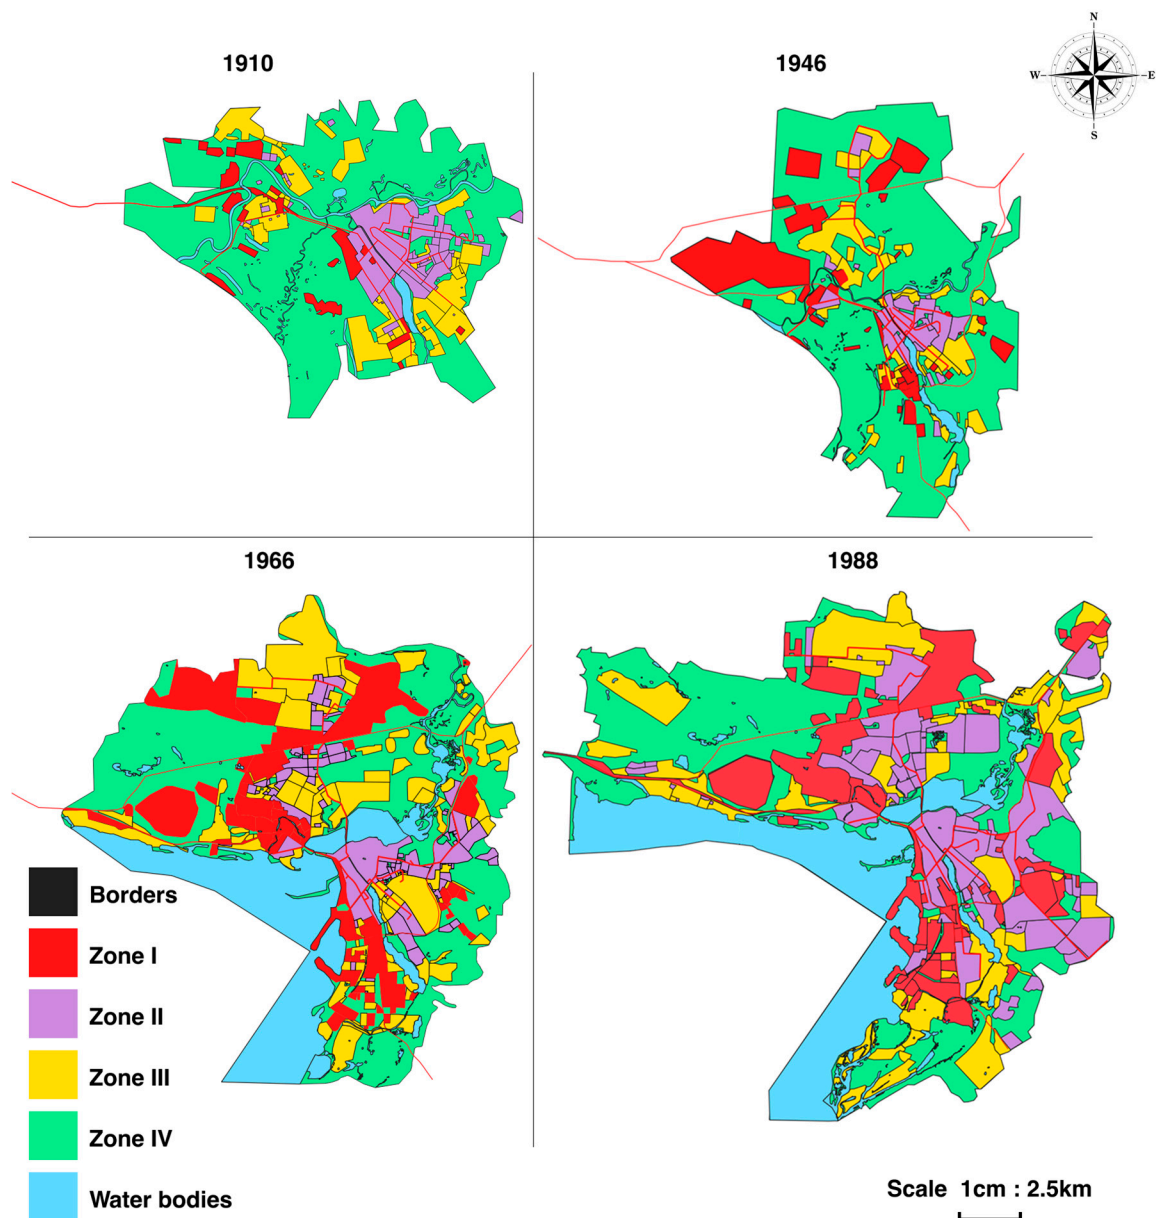 N
W
E
S
1910
1946
1966
1988
Borders
Zone I
Zone II
Zone III
Zone IV
Water bodies
Scale 1cm : 2.5km